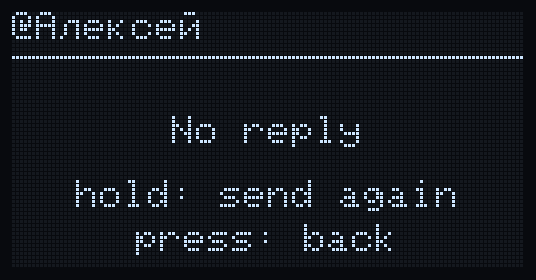 @Алексей
No reply
hold: send again
press: back